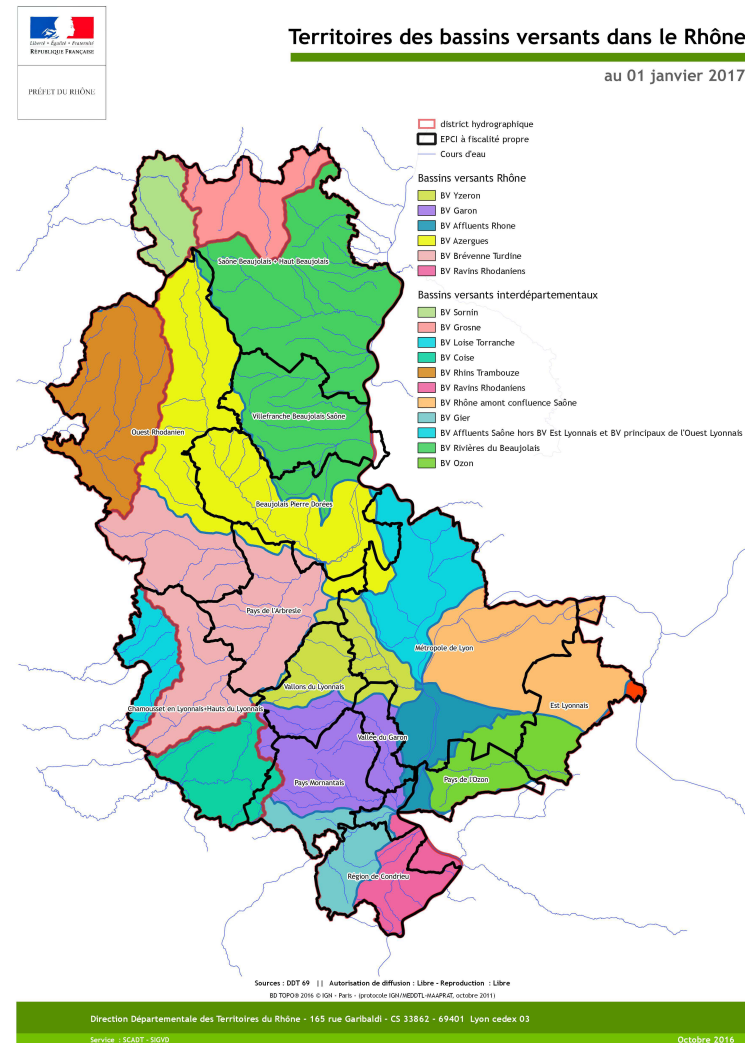 Liberté • Égalité • Fraternité
RÉPUBLIQUE FRANÇAISE
PRÉFET DU RHÔNE
Territoires des bassins versants dans le Rhône
au 01 janvier 2017
district hydrographique
EPCI à fiscalité propre
Cours d'eau
Bassins versants Rhône
BV Yzeron
BV Garon
BV Affluents Rhone
BV Azergues
BV Brévenne Turdine
BV Ravins Rhodaniens
Bassins versants interdépartementaux
BV Sornin
BV Grosne
BV Loise Torranche
BV Coise
BV Rhins Trambouze
BV Ravins Rhodaniens
BV Rhône amont confluence Saône
BV Gier
BV Affluents Saône hors BV Est Lyonnais et BV principaux de l'Ouest Lyonnais
BV Rivières du Beaujolais
BV Ozon
Saône Beaujolais + Haut Beaujolais
Villefranche Beaujolais Saône
Ouest Rhodanien
Beaujolais Pierre Dorées
Pays de l'Arbresle
Métropole de Lyon
Vallons du Lyonnais
Chamousset en Lyonnais+Hauts du Lyonnais
Est Lyonnais
Vallée du Garon
Pays Mornantais
Pays de l'Ozon
Région de Condrieu
Sources : DDT 69 || Autorisation de diffusion : Libre - Reproduction : Libre
BD TOPO® 2016 © IGN - Paris - (protocole IGN/MEDDTL-MAAPRAT, octobre 2011)
Direction Départementale des Territoires du Rhône - 165 rue Garibaldi - CS 33862 - 69401 Lyon cedex 03
Service : SCADT - SIGVD
Octobre 2016